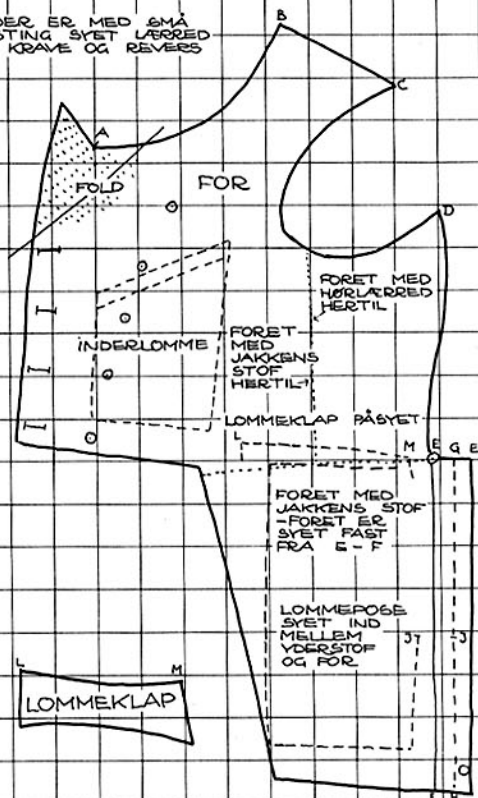 DER ER MED SMÅ
STING SYET LÆRRED
KRAVE OG REVERS
B
C
A
FOLD
FOR
D
FORET MED
HØRLÆRRED
HERTIL
INDERLOMME
FORET
MED
JAKKENS
STOF
HERTIL
LOMMEKLAP PÅSYET
L
M
E
G
E
FORET MED
JAKKENS STOF
-FORET ER
SYET FAST
FRA E-F
LOMMEPOSE
SYET IND
MELLEM
YDERSTOF
OG FOR
J
J
L
M
LOMMEKLAP